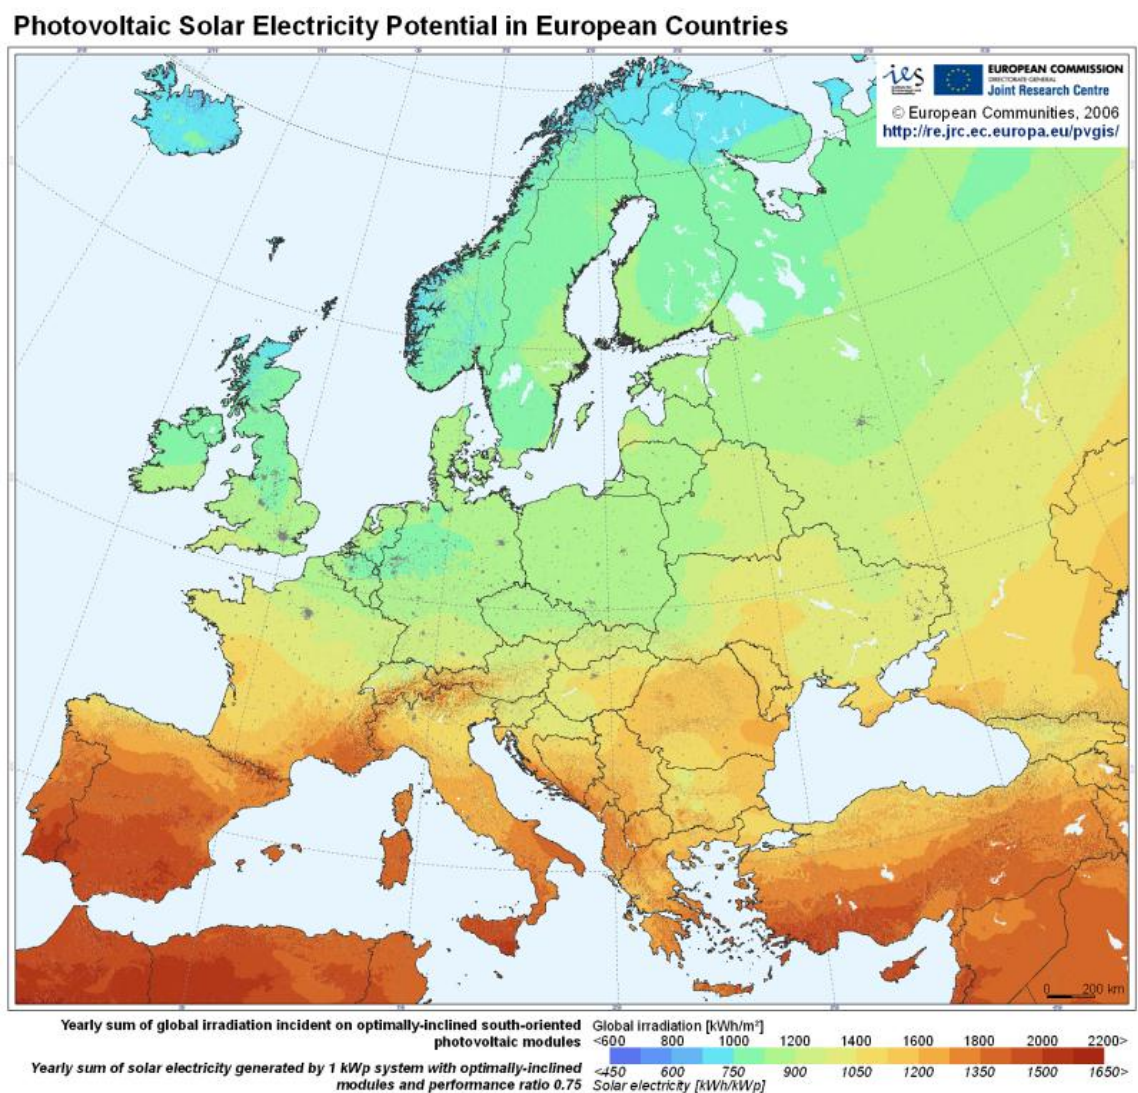 Photovoltaic Solar Electricity Potential in European Countries
ies
EUROPEAN COMMISSION
DIRECTORATE-GENERAL
Joint Research Centre
© European Communities, 2006
http://re.jrc.ec.europa.eu/pvgis/
0 200 km
Yearly sum of global irradiation incident on optimally-inclined south-oriented
photovoltaic modules
Yearly sum of solar electricity generated by 1 kWp system with optimally-inclined
modules and performance ratio 0.75
Global irradiation [kWh/m²]
<600 800 1000 1200 1400 1600 1800 2000 2200>
<450 600 750 900 1050 1200 1350 1500 1650>
Solar electricity [kWh/kWp]